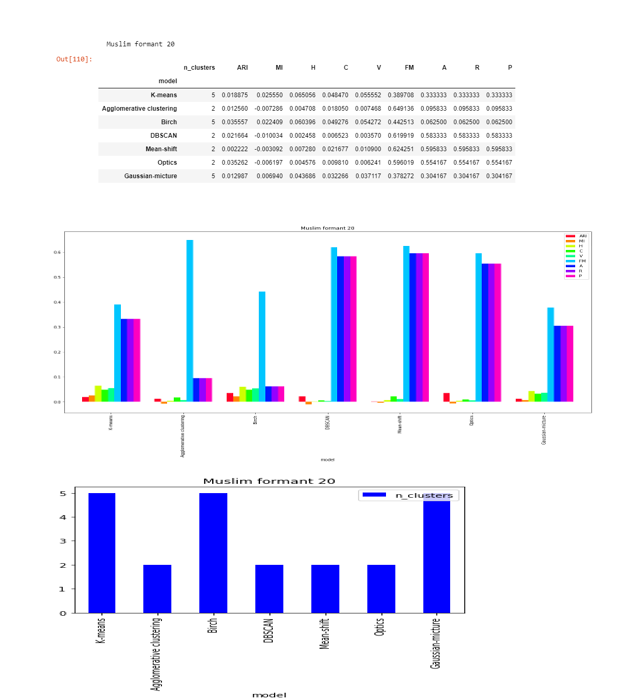 Muslim formant 20
Out[110]:
n_clusters ARI MI H C V FM A R P
model
K-means 5 0.018875 0.025550 0.065056 0.048470 0.055552 0.389708 0.333333 0.333333 0.333333
Agglomerative clustering 2 0.012560 -0.007286 0.004708 0.018050 0.007468 0.649136 0.095833 0.095833 0.095833
Birch 5 0.035557 0.022409 0.060396 0.049276 0.054272 0.442513 0.062500 0.062500 0.062500
DBSCAN 2 0.021664 -0.010034 0.002458 0.006523 0.003570 0.619919 0.583333 0.583333 0.583333
Mean-shift 2 0.002222 -0.003092 0.007280 0.021677 0.010900 0.624251 0.595833 0.595833 0.595833
Optics 2 0.035262 -0.006197 0.004576 0.009810 0.006241 0.596019 0.554167 0.554167 0.554167
Gaussian-micture 5 0.012987 0.006940 0.043686 0.032266 0.037117 0.378272 0.304167 0.304167 0.304167
Muslim formant 20
ARI
MI
H
C
V
FM
A
R
P
0.6
0.5
0.4
0.3
0.2
0.1
0.0
K-means
Agglomerative clustering
Birch
DBSCAN
Mean-shift
Optics
Gaussian-micture
model
Muslim formant 20
n_clusters
5
4
3
2
1
0
K-means
Agglomerative clustering
Birch
DBSCAN
Mean-shift
Optics
Gaussian-micture
model